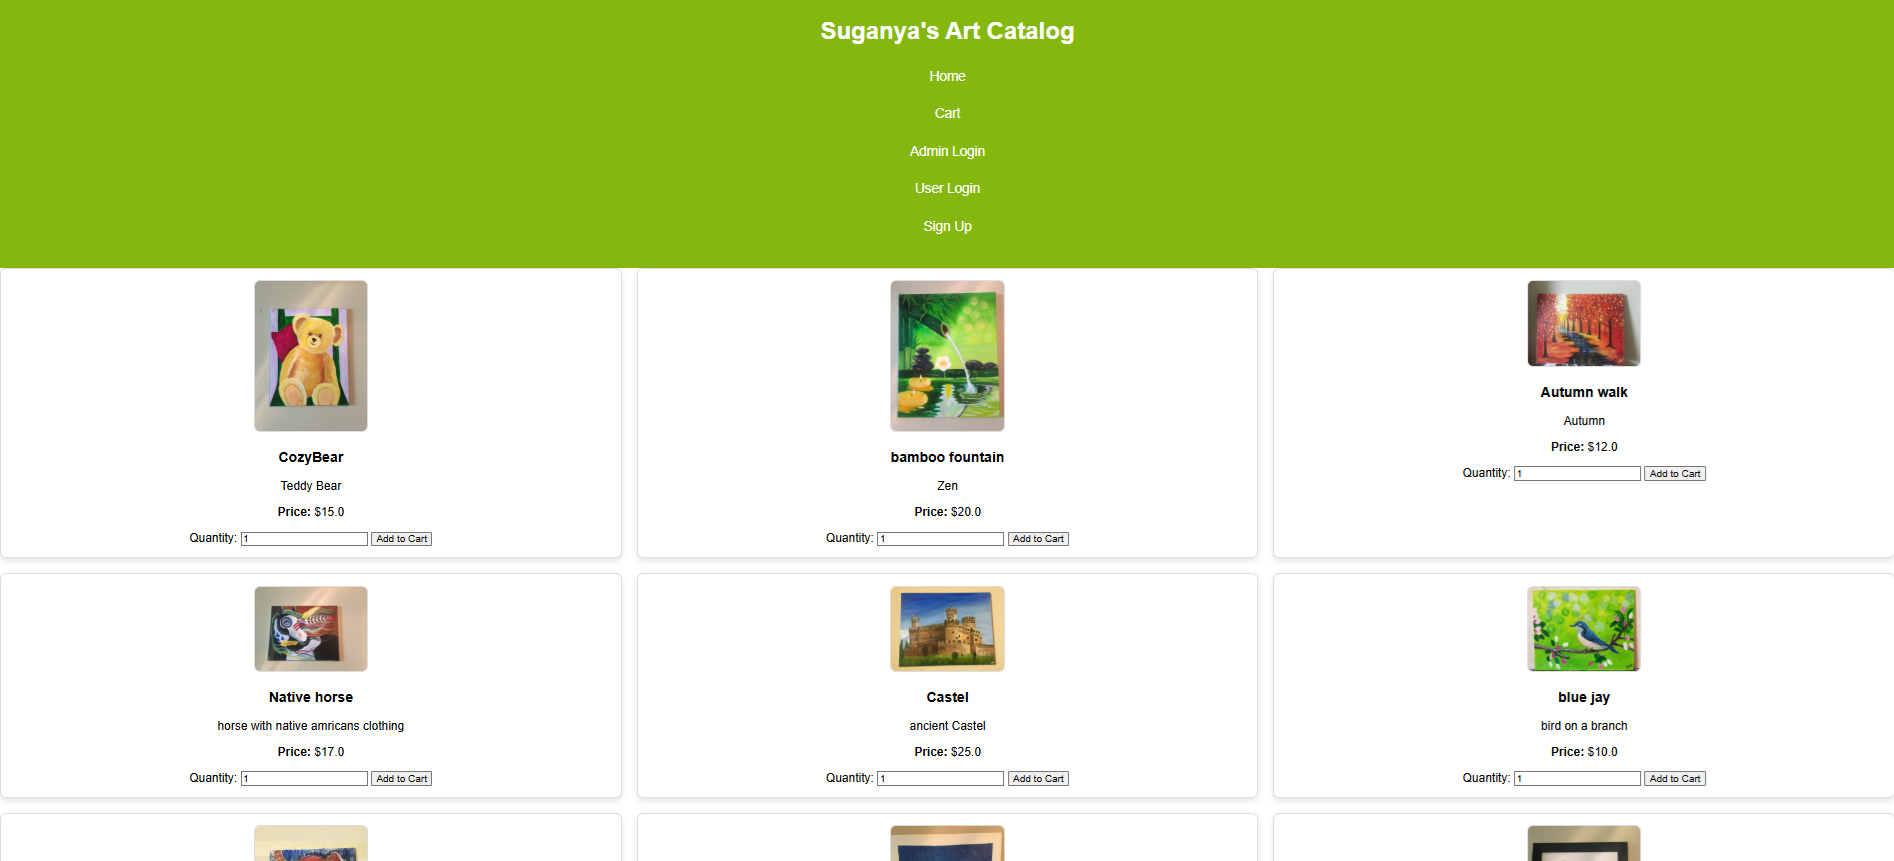 Suganya's Art Catalog
Home
Cart
Admin Login
User Login
Sign Up
CozyBear
Teddy Bear
Price: $15.0
Quantity: 1 Add to Cart
bamboo fountain
Zen
Price: $20.0
Quantity: 1 Add to Cart
Autumn walk
Autumn
Price: $12.0
Quantity: 1 Add to Cart
Native horse
horse with native amricans clothing
Price: $17.0
Quantity: 1 Add to Cart
Castel
ancient Castel
Price: $25.0
Quantity: 1 Add to Cart
blue jay
bird on a branch
Price: $10.0
Quantity: 1 Add to Cart